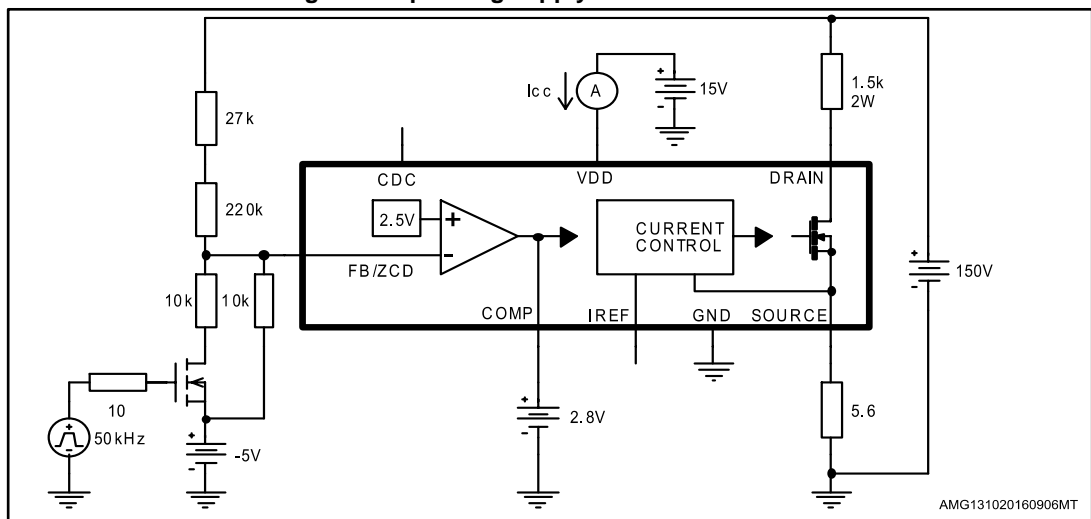 27k
220k
10k
10k
10
50kHz
-5V
CDC
2.5V
FB/ZCD
COMP
2.8V
Icc
A
15V
VDD
CURRENT
CONTROL
IREF
GND
DRAIN
SOURCE
1.5k
2W
150V
5.6
AMG131020160906MT